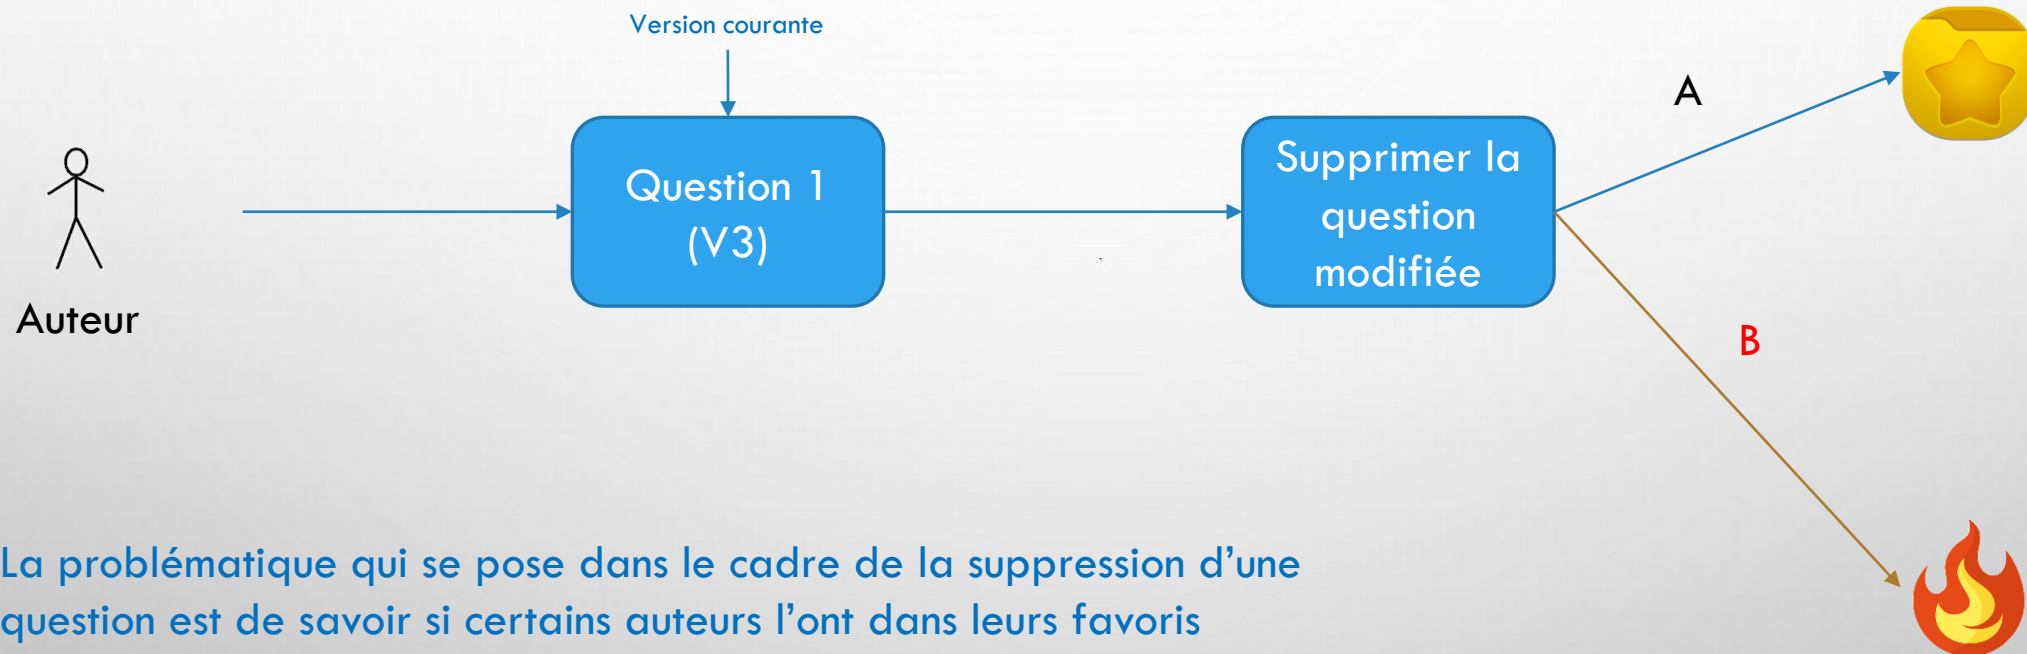 Version courante
A
Question 1
(V3)
Supprimer la
question
modifiée
Auteur
B
La problématique qui se pose dans le cadre de la suppression d’une
question est de savoir si certains auteurs l’ont dans leurs favoris